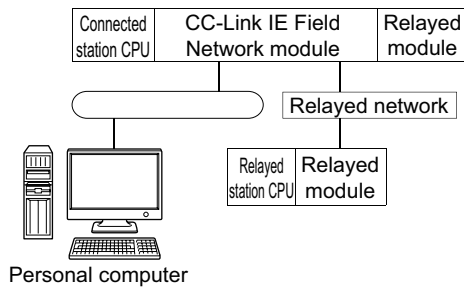 Connected
station CPU
CC-Link IE Field
Network module
Relayed
module
Relayed network
Relayed
station CPU
Relayed
module
Personal computer